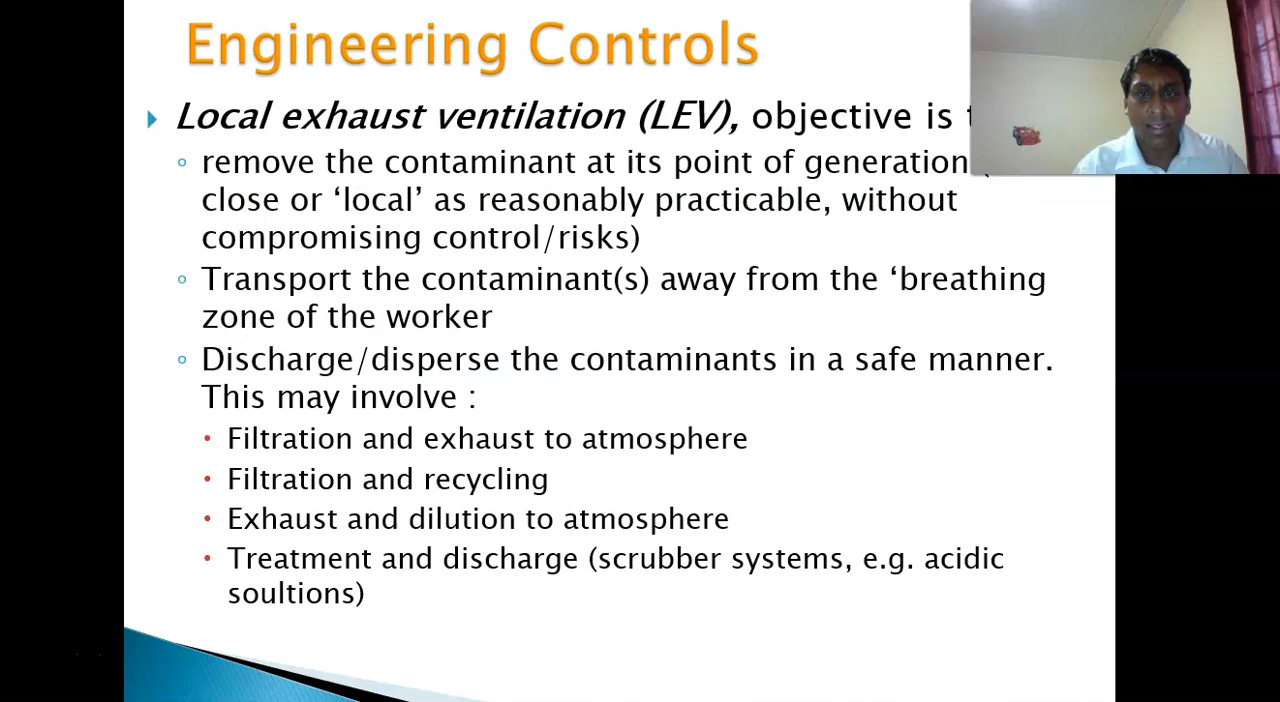 Engineering Controls
Local exhaust ventilation (LEV), objective is
remove the contaminant at its point of generation
close or ‘local’ as reasonably practicable, without
compromising control/risks)
Transport the contaminant(s) away from the ‘breathing
zone of the worker
Discharge/disperse the contaminants in a safe manner.
This may involve :
Filtration and exhaust to atmosphere
Filtration and recycling
Exhaust and dilution to atmosphere
Treatment and discharge (scrubber systems, e.g. acidic
soultions)